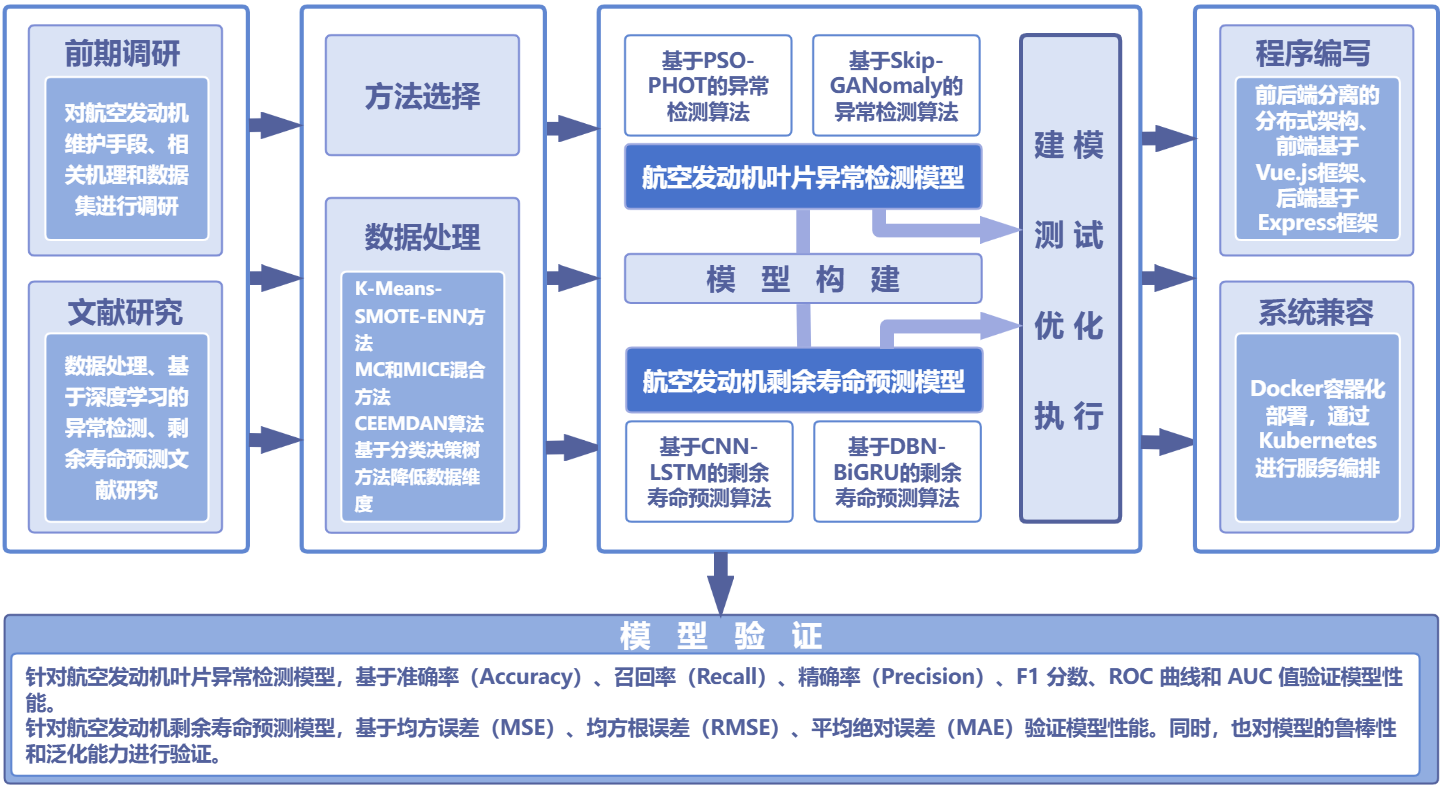 前期调研
对航空发动机
维护手段、相
关机理和数据
集进行调研
文献研究
数据处理、基
于深度学习的
异常检测、剩
余寿命预测文
献研究
方法选择
数据处理
K-Means-
SMOTE-ENN方
法
MC和MICE混合
方法
CEEMDAN算法
基于分类决策树
方法降低数据维
度
基于PSO-
PHOT的异常
检测算法
基于Skip-
GANomaly的
异常检测算法
航空发动机叶片异常检测模型
模 型 构 建
航空发动机剩余寿命预测模型
基于CNN-
LSTM的剩余
寿命预测算法
基于DBN-
BiGRU的剩余
寿命预测算法
建 模
测 试
优 化
执 行
程序编写
前后端分离的
分布式架构、
前端基于
Vue.js框架、
后端基于
Express框架
系统兼容
Docker容器化
部署，通过
Kubernetes
进行服务编排
模 型 验 证
针对航空发动机叶片异常检测模型，基于准确率（Accuracy）、召回率（Recall）、精确率（Precision）、F1 分数、ROC 曲线和 AUC 值验证模型性
能。
针对航空发动机剩余寿命预测模型，基于均方误差（MSE）、均方根误差（RMSE）、平均绝对误差（MAE）验证模型性能。同时，也对模型的鲁棒性
和泛化能力进行验证。